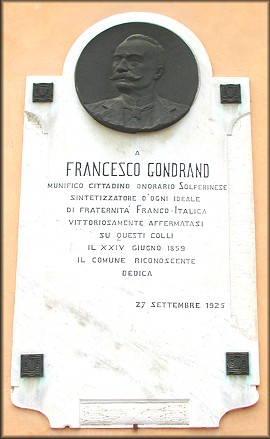 A
FRANCESCO GONDRAND
MUNIFICO CITTADINO ONORARIO SOLFERINESE
SINTETIZZATORE D'OGNI IDEALE
DI FRATERNITA' FRANCO-ITALICA
VITTORIOSAMENTE AFFERMATASI
SU QUESTI COLLI
IL XXIV GIUGNO 1859
IL COMUNE RICONOSCENTE
DEDICA
27 SETTEMBRE 1925